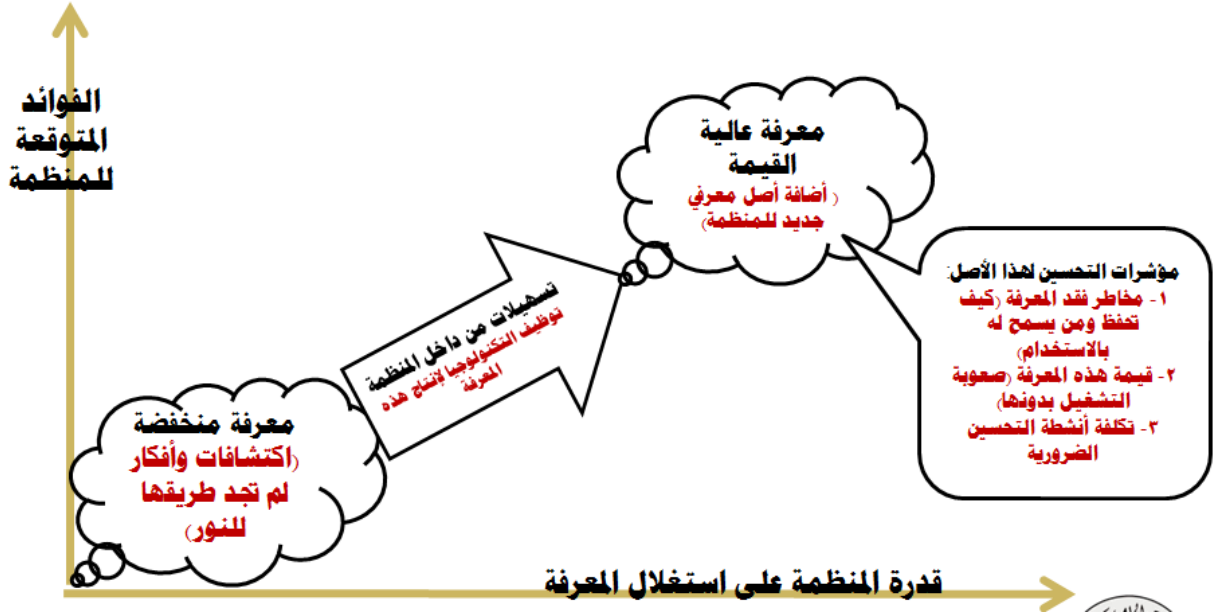 الفوائد
المتوقعة
للمنظمة
معرفة عالية
القيمة
( أضافة أصل معرفي
جديد للمنظمة)
مؤشرات التحسين لهذا الأصل:
١- مخاطر فقد المعرفة (كيف
تحفظ ومن يسمح له
بالاستخدام)
٢- قيمة هذه المعرفة (صعوبة
التشغيل بدونها)
٣- تكلفة أنشطة التحسين
الضرورية
تسهيلات من داخل المنظمة
توظيف التكنولوجيا لإنتاج هذه
المعرفة
معرفة منخفضة
(اكتشافات وأفكار
لم تجد طريقها
للنور)
قدرة المنظمة على استغلال المعرفة